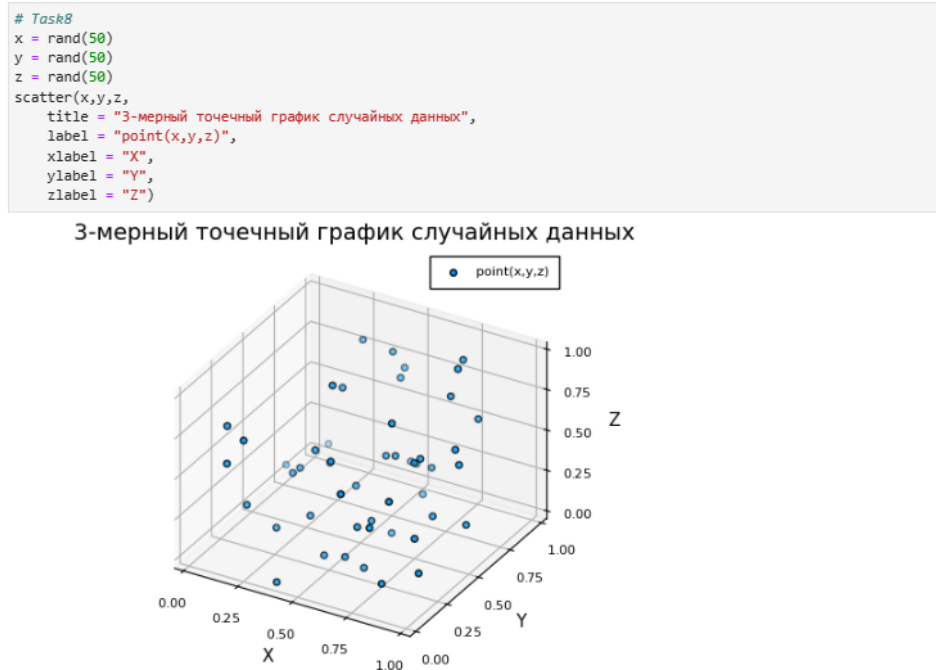 # Task8
x = rand(50)
y = rand(50)
z = rand(50)
scatter(x,y,z,
    title = "3-мерный точечный график случайных данных",
    label = "point(x,y,z)",
    xlabel = "X",
    ylabel = "Y",
    zlabel = "Z")
3-мерный точечный график случайных данных
point(x,y,z)
1.00
0.75
Z
0.50
0.25
0.00
1.00
0.75
0.50
Y
0.25
0.00
0.00
0.25
0.50
X
0.75
1.00